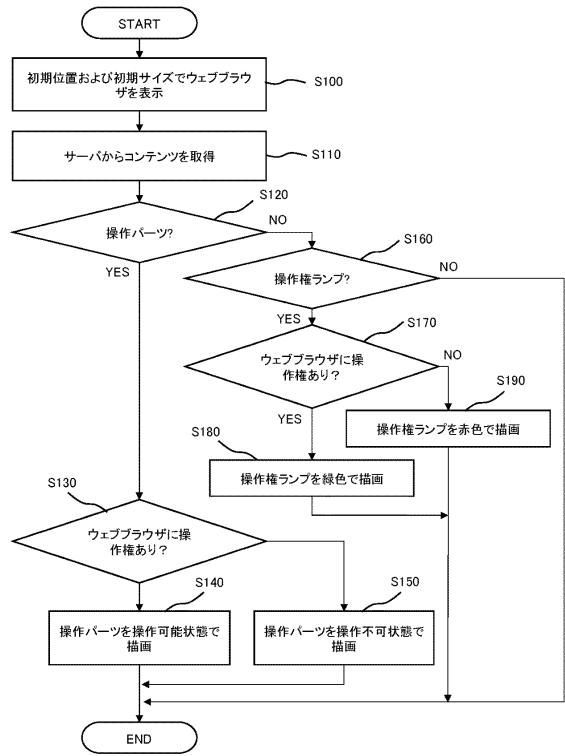 START
初期位置および初期サイズでウェブブラウ
ザを表示
S100
サーバからコンテンツを取得
S110
S120
操作パーツ?
NO
YES
S160
操作権ランプ?
NO
YES
S170
ウェブブラウザに操
作権あり？
NO
YES
S190
操作権ランプを赤色で描画
S180
操作権ランプを緑色で描画
S130
ウェブブラウザに操
作権あり？
S140
操作パーツを操作可能状態で
描画
S150
操作パーツを操作不可状態で
描画
END